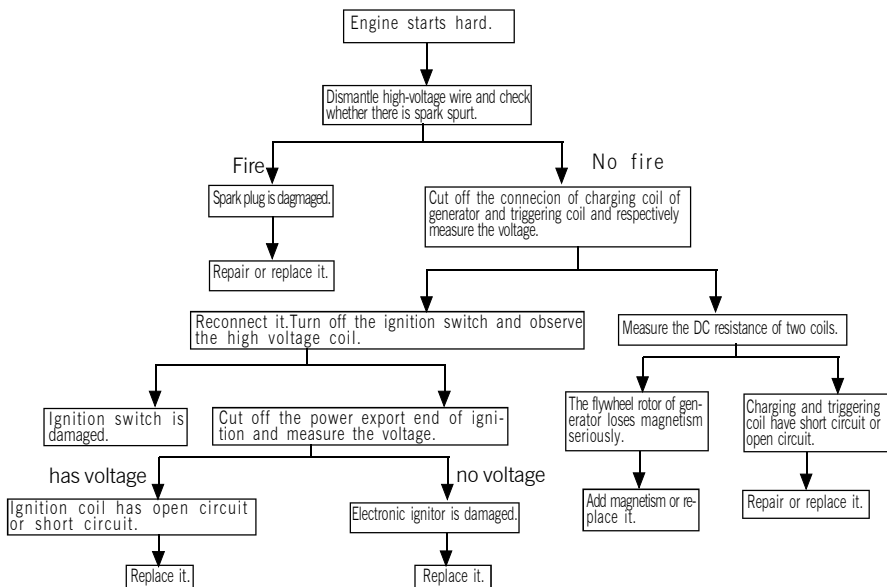 Engine starts hard.
Dismantle high-voltage wire and check
whether there is spark spurt.
Fire
No fire
Spark plug is dagmaged.
Cut off the connecion of charging coil of
generator and triggering coil and respectively
measure the voltage.
Repair or replace it.
Reconnect it.Turn off the ignition switch and observe
the high voltage coil.
Measure the DC resistance of two coils.
Ignition switch is
damaged.
Cut off the power export end of igni-
tion and measure the voltage.
The flywheel rotor of gen-
erator loses magnetism
seriously.
Charging and triggering
coil have short circuit or
open circuit.
has voltage
no voltage
Ignition coil has open circuit
or short circuit.
Electronic ignitor is damaged.
Add magnetism or re-
place it.
Repair or replace it.
Replace it.
Replace it.